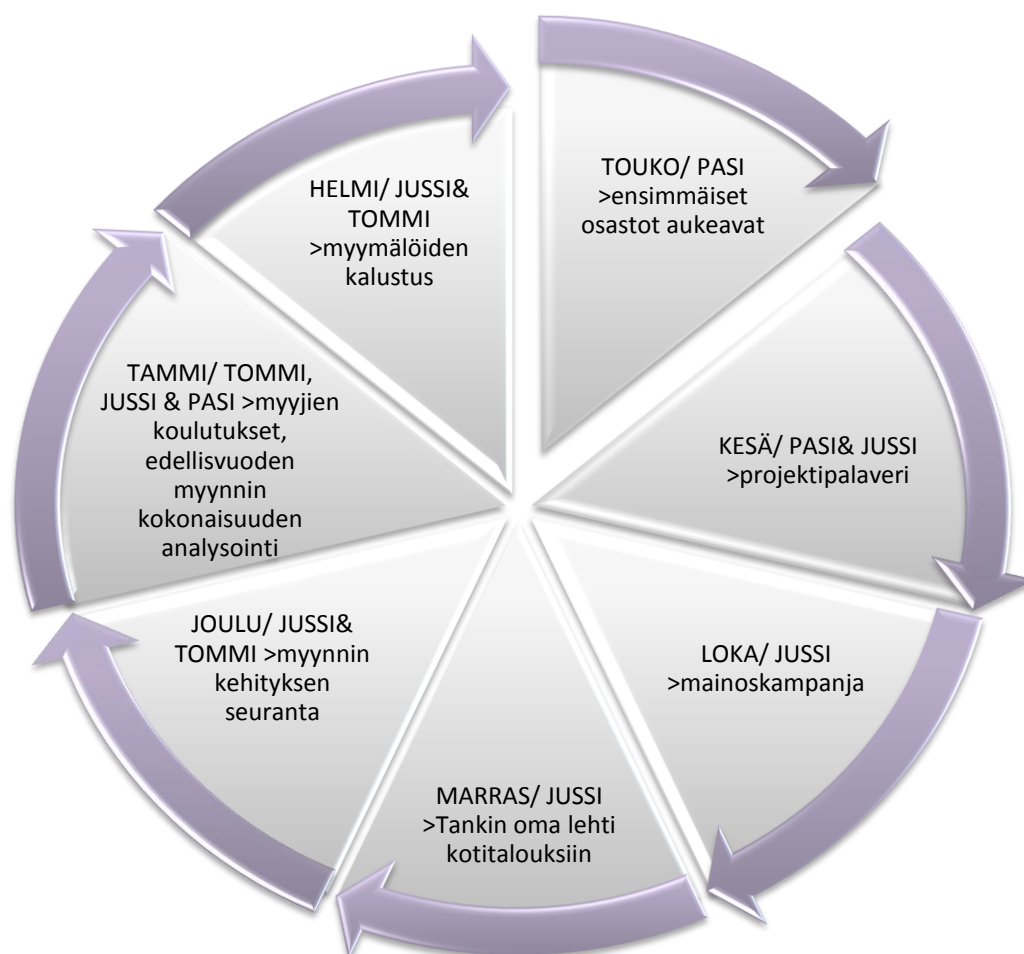 TOUKO/ PASI
>ensimmäiset
osastot aukeavat
KESÄ/ PASI& JUSSI
>projektipalaveri
LOKA/ JUSSI
>mainoskampanja
MARRAS/ JUSSI
>Tankin oma lehti
kotitalouksiin
JOULU/ JUSSI&
TOMMI >myynnin
kehityksen
seuranta
TAMMI/ TOMMI,
JUSSI & PASI >myyjien
koulutukset,
edellisvuoden
myynnin
kokonaisuuden
analysointi
HELMI/ JUSSI&
TOMMI
>myymälöiden
kalustus